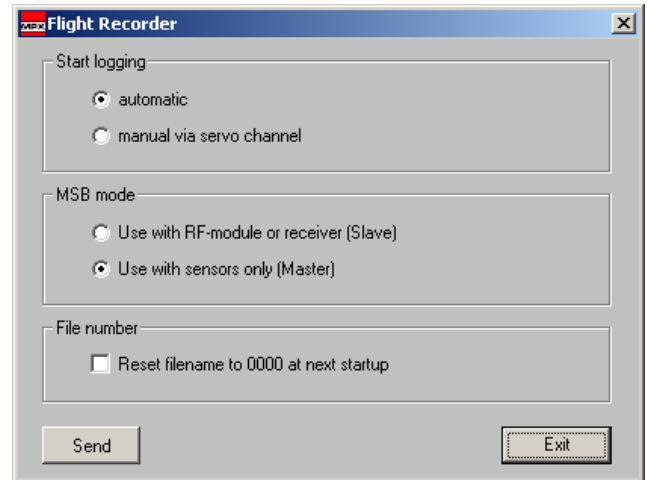 MPX Flight Recorder
Start logging
automatic
manual via servo channel
MSB mode
Use with RF-module or receiver (Slave)
Use with sensors only (Master)
File number
Reset filename to 0000 at next startup
Send Exit